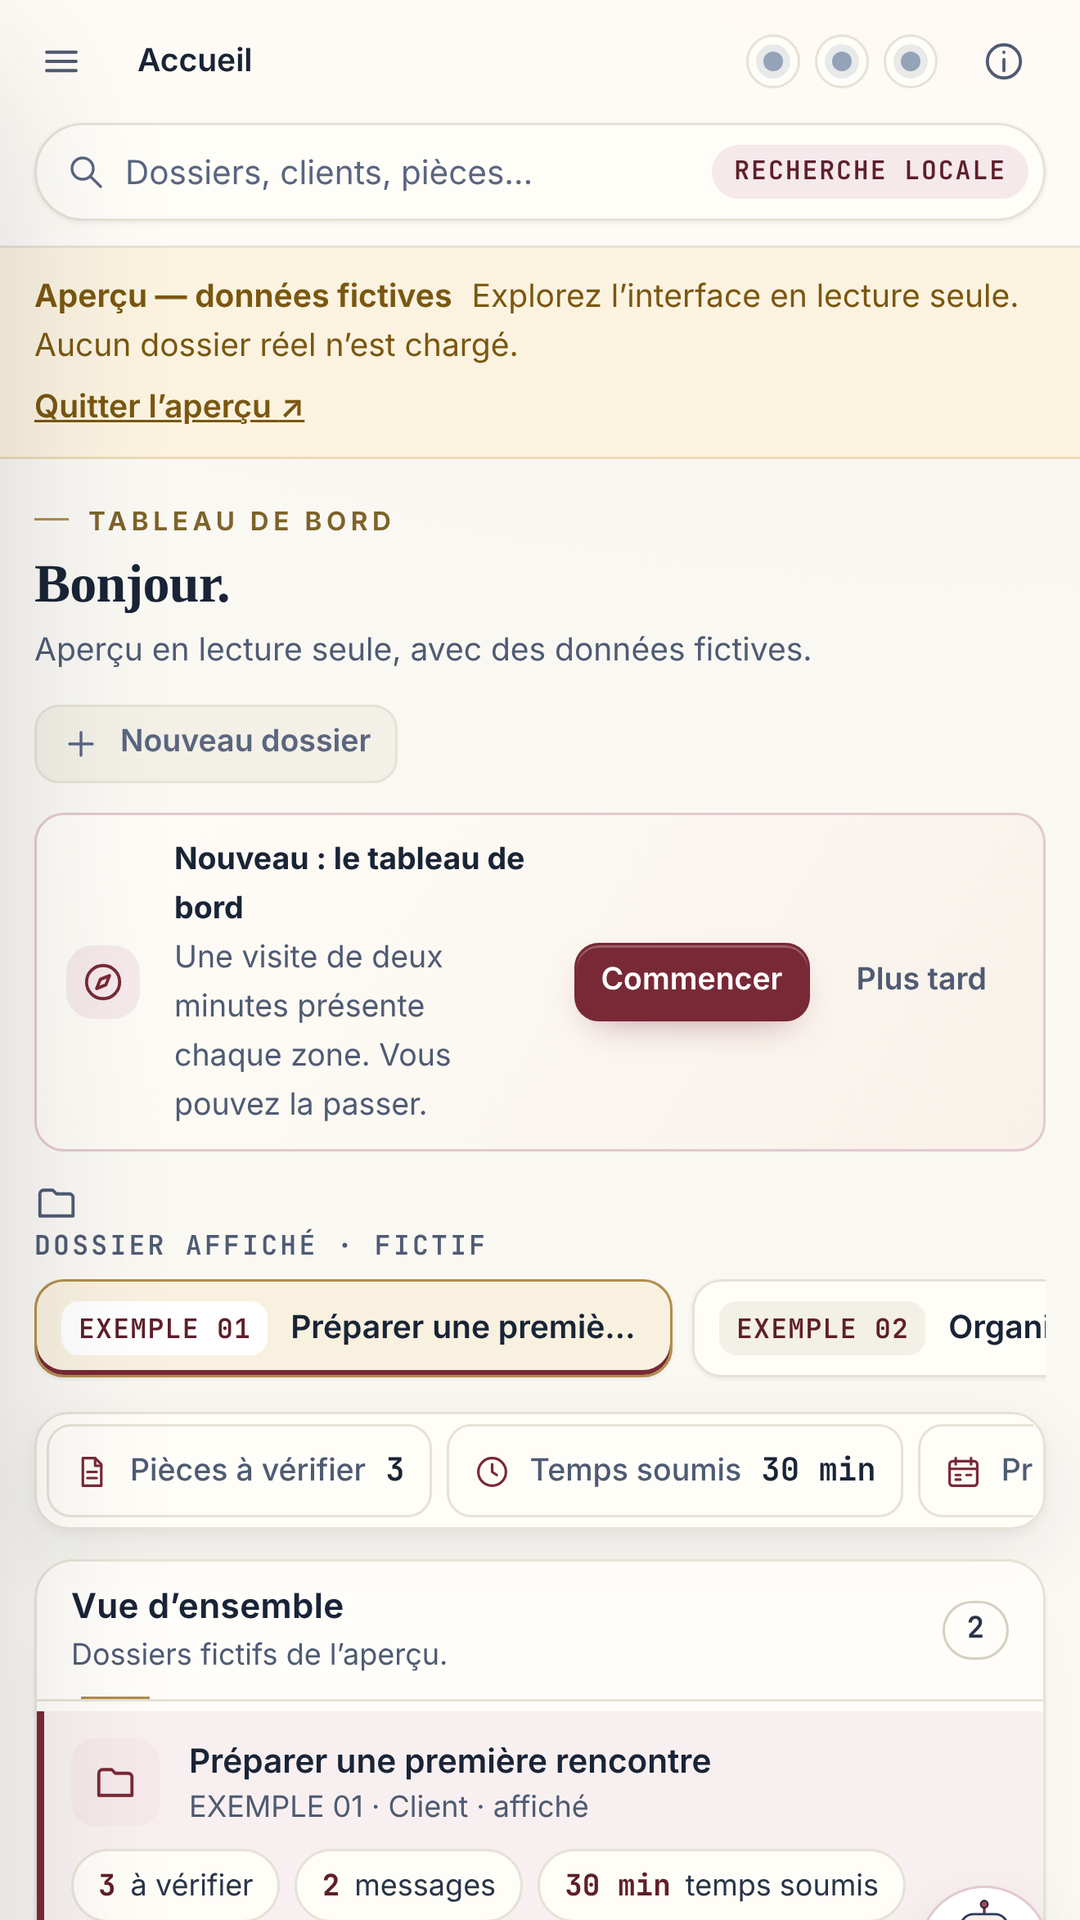 Accueil
Dossiers, clients, pièces...
RECHERCHE LOCALE
Aperçu — données fictives Explorez l’interface en lecture seule.
Aucun dossier réel n’est chargé.
Quitter l’aperçu ↗
TABLEAU DE BORD
Bonjour.
Aperçu en lecture seule, avec des données fictives.
Nouveau dossier
Nouveau : le tableau de
bord
Une visite de deux
minutes présente
chaque zone. Vous
pouvez la passer.
Commencer
Plus tard
DOSSIER AFFICHÉ · FICTIF
EXEMPLE 01 Préparer une premiè...
EXEMPLE 02 Organi
Pièces à vérifier 3
Temps soumis 30 min
Pr
Vue d’ensemble
Dossiers fictifs de l’aperçu.
2
Préparer une première rencontre
EXEMPLE 01 · Client · affiché
3 à vérifier
2 messages
30 min temps soumis